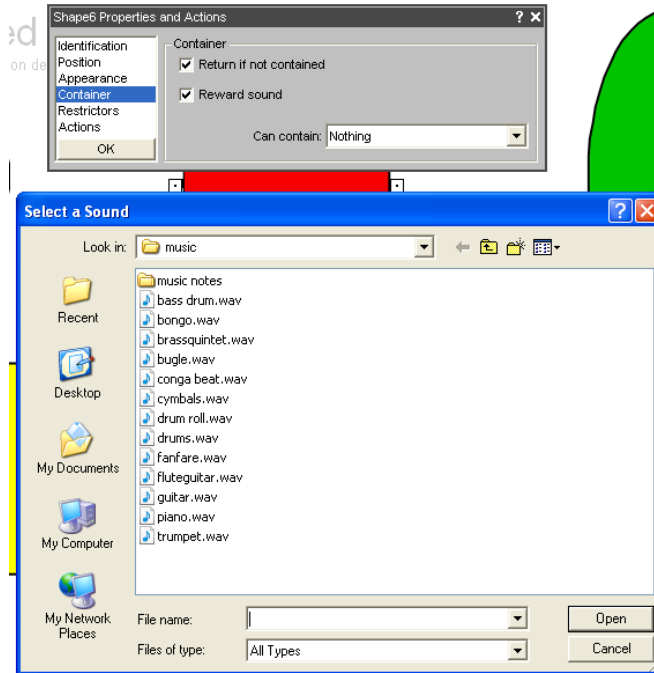 Shape6 Properties and Actions
ed
on de
Identification
Position
Appearance
Container
Restrictors
Actions
OK
Container
Return if not contained
Reward sound
Can contain: Nothing
Select a Sound
Look in: music
Recent
Desktop
My Documents
My Computer
My Network
Places
music notes
bass drum.wav
bongo.wav
brassquintet.wav
bugle.wav
conga beat.wav
cymbals.wav
drum roll.wav
drums.wav
fanfare.wav
fluteguitar.wav
guitar.wav
piano.wav
trumpet.wav
File name:
Open
Files of type: All Types
Cancel